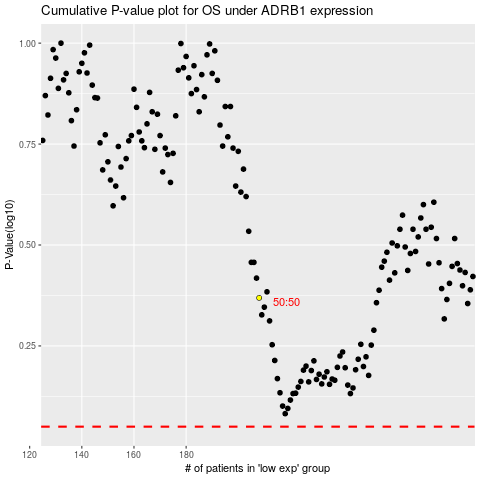 Cumulative P-value plot for OS under ADRB1 expression
P-Value(log10)
1.00
0.75
0.50
0.25
50:50
120 140 160 180
# of patients in 'low exp' group